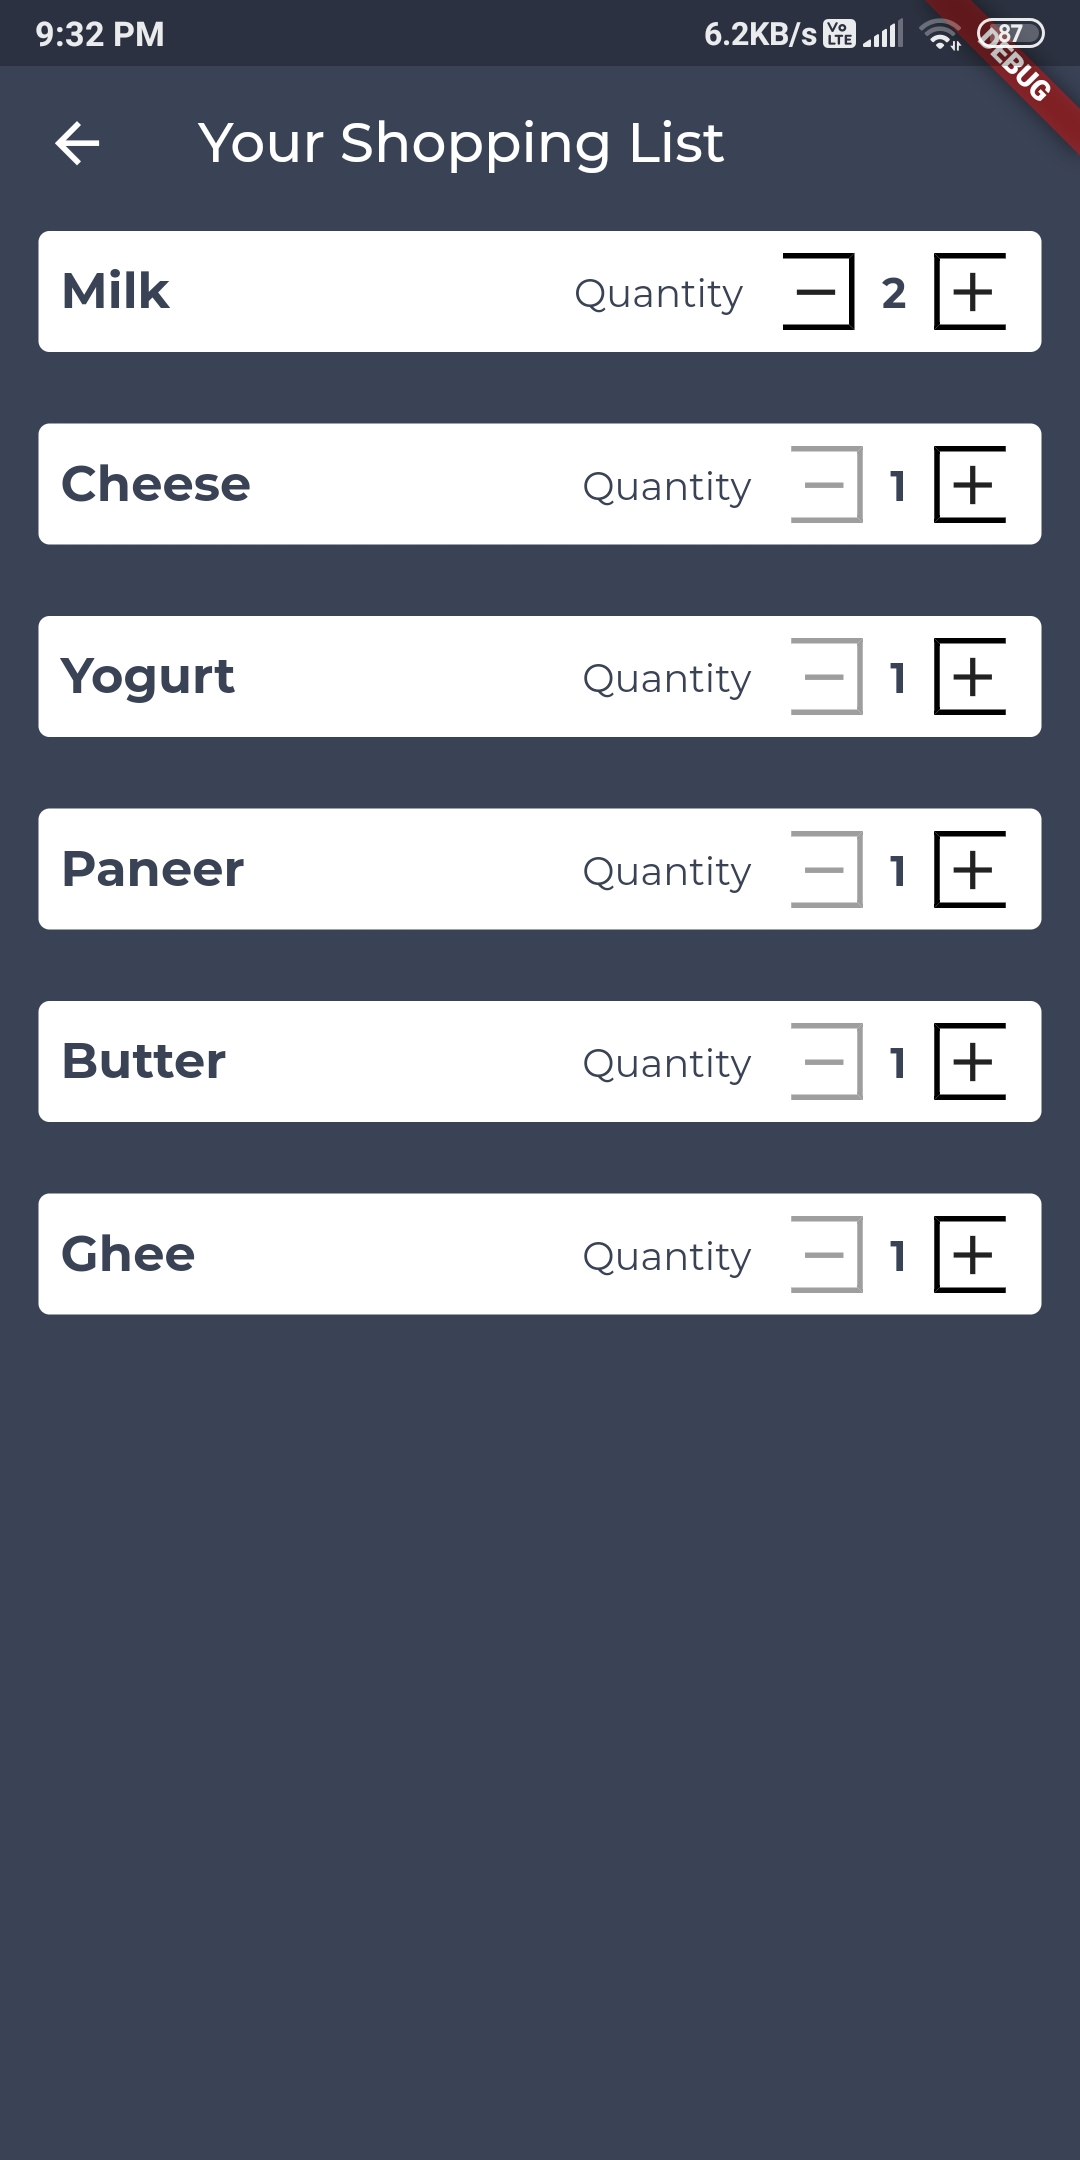 9:32 PM 6.2KB/s Vo LTE 87
DEBUG
Your Shopping List
Milk Quantity − 2 +
Cheese Quantity − 1 +
Yogurt Quantity − 1 +
Paneer Quantity − 1 +
Butter Quantity − 1 +
Ghee Quantity − 1 +